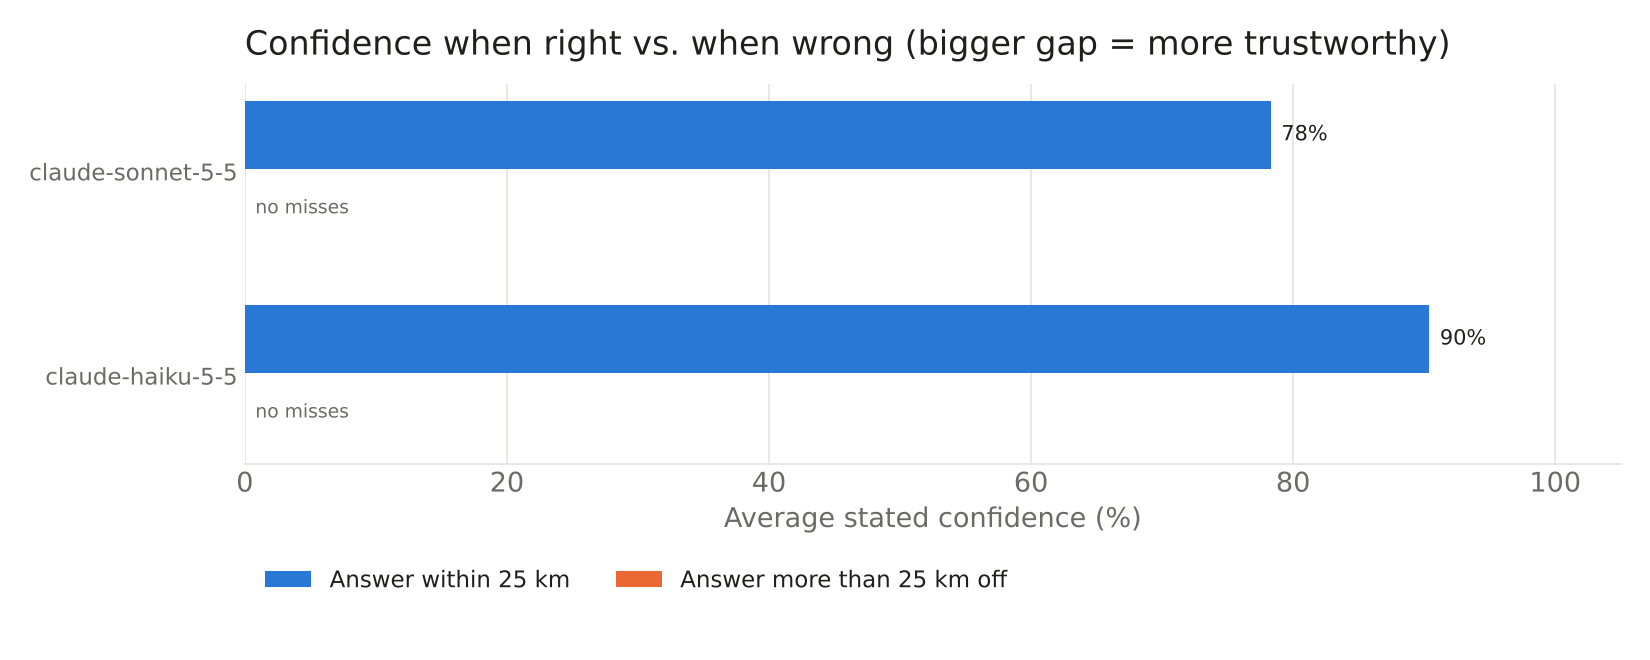 Confidence when right vs. when wrong (bigger gap = more trustworthy)
78%
claude-sonnet-5-5
no misses
90%
claude-haiku-5-5
no misses
0 20 40 60 80 100
Average stated confidence (%)
Answer within 25 km Answer more than 25 km off